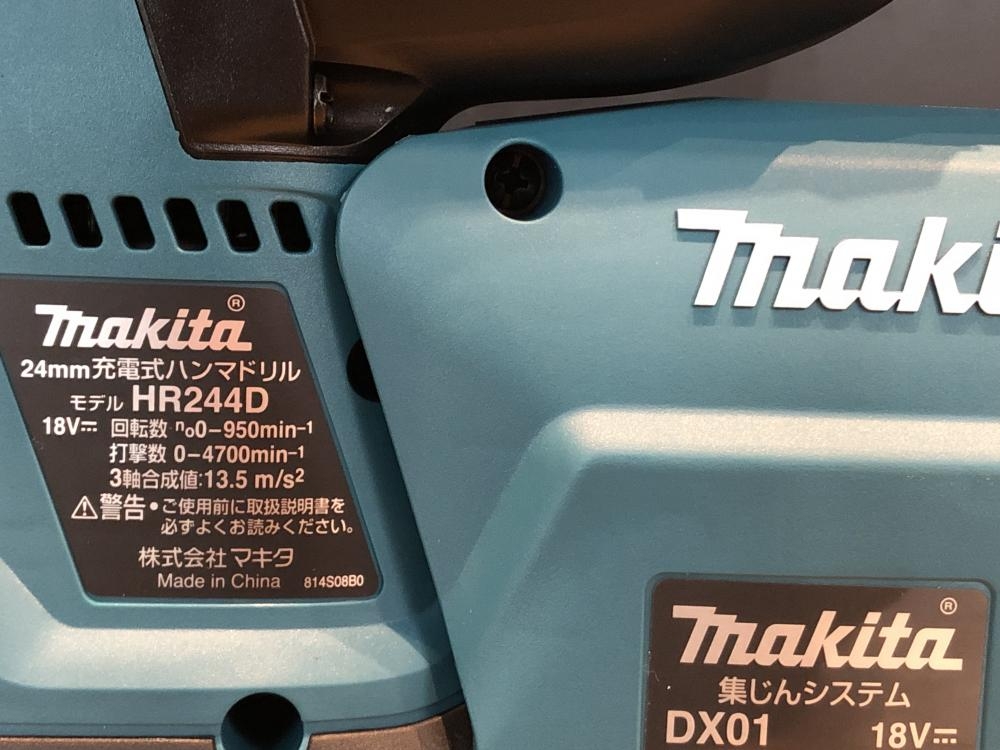 makita®
24mm充電式ハンマドリル
モデル HR244D
18V⎓ 回転数 n₀0−950min⁻¹
打撃数 0−4700min⁻¹
3軸合成値:13.5 m/s²
⚠警告・ご使用前に取扱説明書を
必ずよくお読みください。
株式会社 マキタ
Made in China 814S08B0
maki
makita®
集じんシステム
DX01 18V⎓